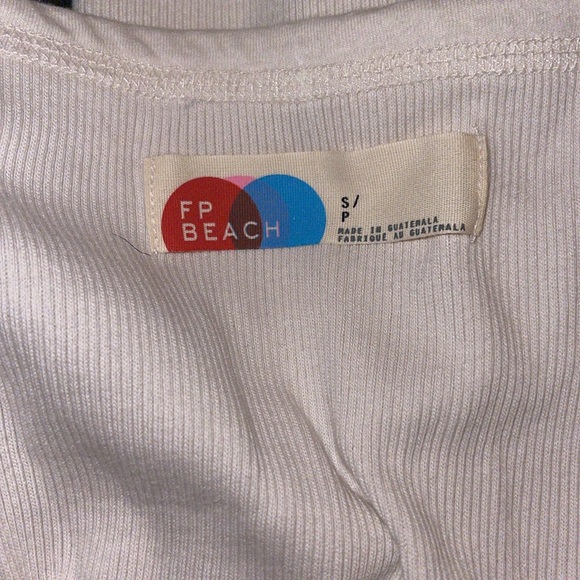 FP
BEACH
S/
P
MADE IN GUATEMALA
FABRIQUE AU GUATEMALA